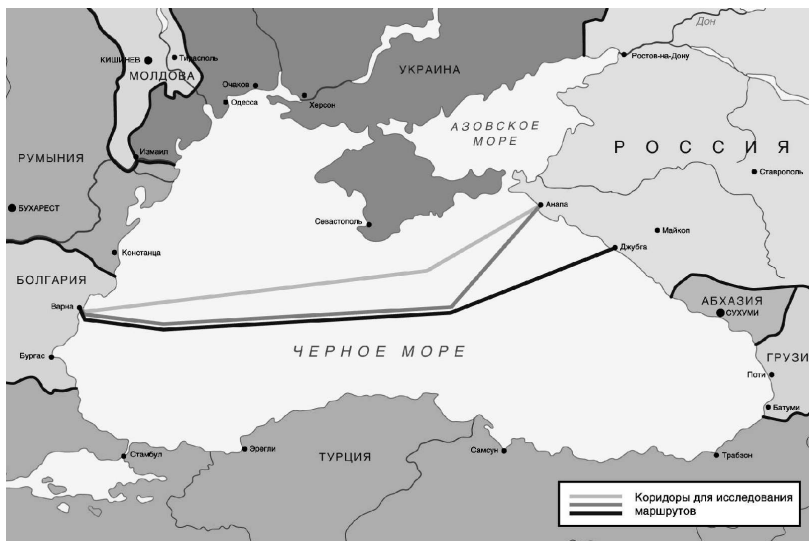 Дон
Ростов-на-Дону
КИШИНЕВ
Тирасполь
МОЛДОВА
УКРАИНА
Очаков
Одесса
Херсон
АЗОВСКОЕ
МОРЕ
РОССИЯ
Измаил
РУМЫНИЯ
Ставрополь
БУХАРЕСТ
Анапа
Севастополь
Майкоп
Джубга
Констанца
БОЛГАРИЯ
Варна
АБХАЗИЯ
СУХУМИ
ЧЕРНОЕ МОРЕ
Бургас
ГРУЗИ
Поти
Батуми
Стамбул
Эрегли
ТУРЦИЯ
Самсун
Трабзон
Коридоры для исследования
маршрутов